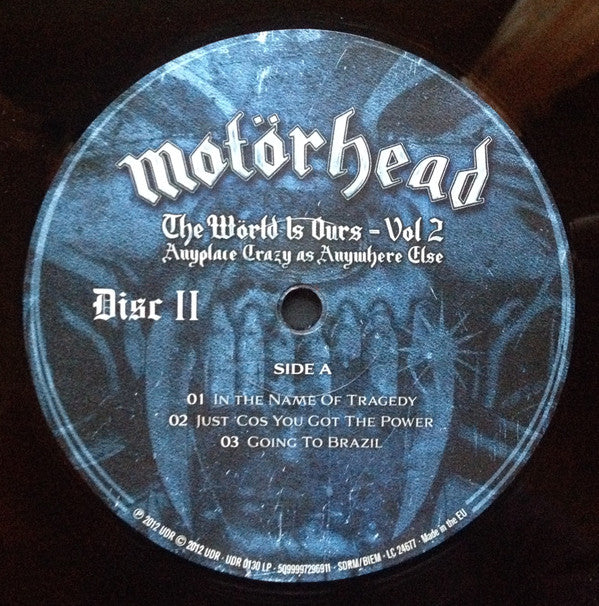 motörhead
The Wörld Is Ours - Vol 2
Anyplace Crazy as Anywhere Else
Disc II
SIDE A
01 IN THE NAME OF TRAGEDY
02 JUST 'COS YOU GOT THE POWER
03 GOING TO BRAZIL
℗ 2012 UDR © 2012 UDR · UDR 0130 LP · 5099997296911 · SDRM/BIEM · LC 24677 · Made in the EU